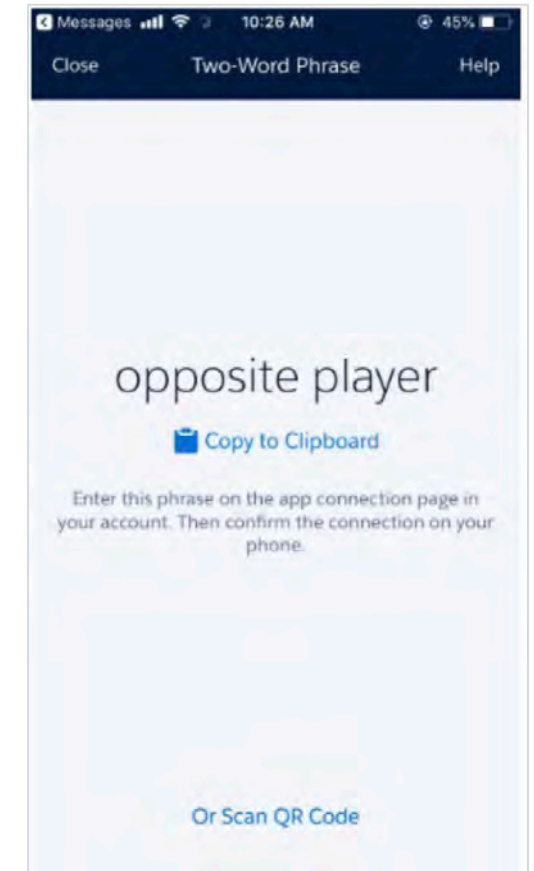 Messages 10:26 AM 45%
Close Two-Word Phrase Help
opposite player
Copy to Clipboard
Enter this phrase on the app connection page in
your account. Then confirm the connection on your
phone.
Or Scan QR Code